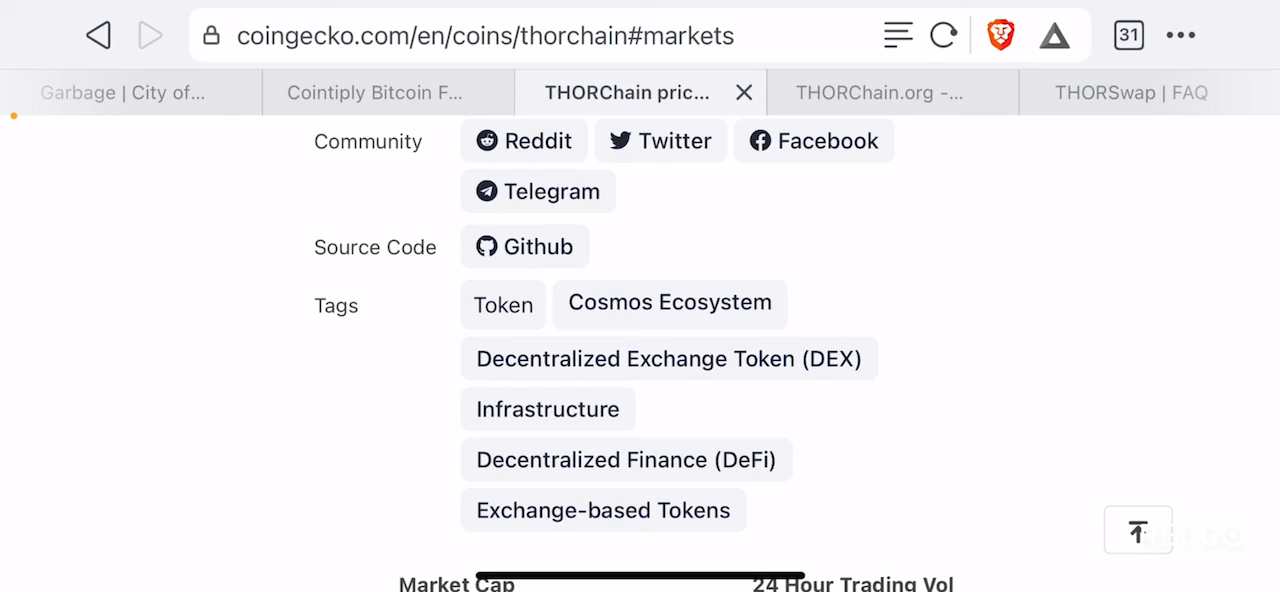 coingecko.com/en/coins/thorchain#markets
31
Garbage | City of... Cointiply Bitcoin F... THORChain pric... THORChain.org -... THORSwap | FAQ
Community Reddit Twitter Facebook
Telegram
Source Code Github
Tags Token Cosmos Ecosystem
Decentralized Exchange Token (DEX)
Infrastructure
Decentralized Finance (DeFi)
Exchange-based Tokens
Market Cap 24 Hour Trading Vol